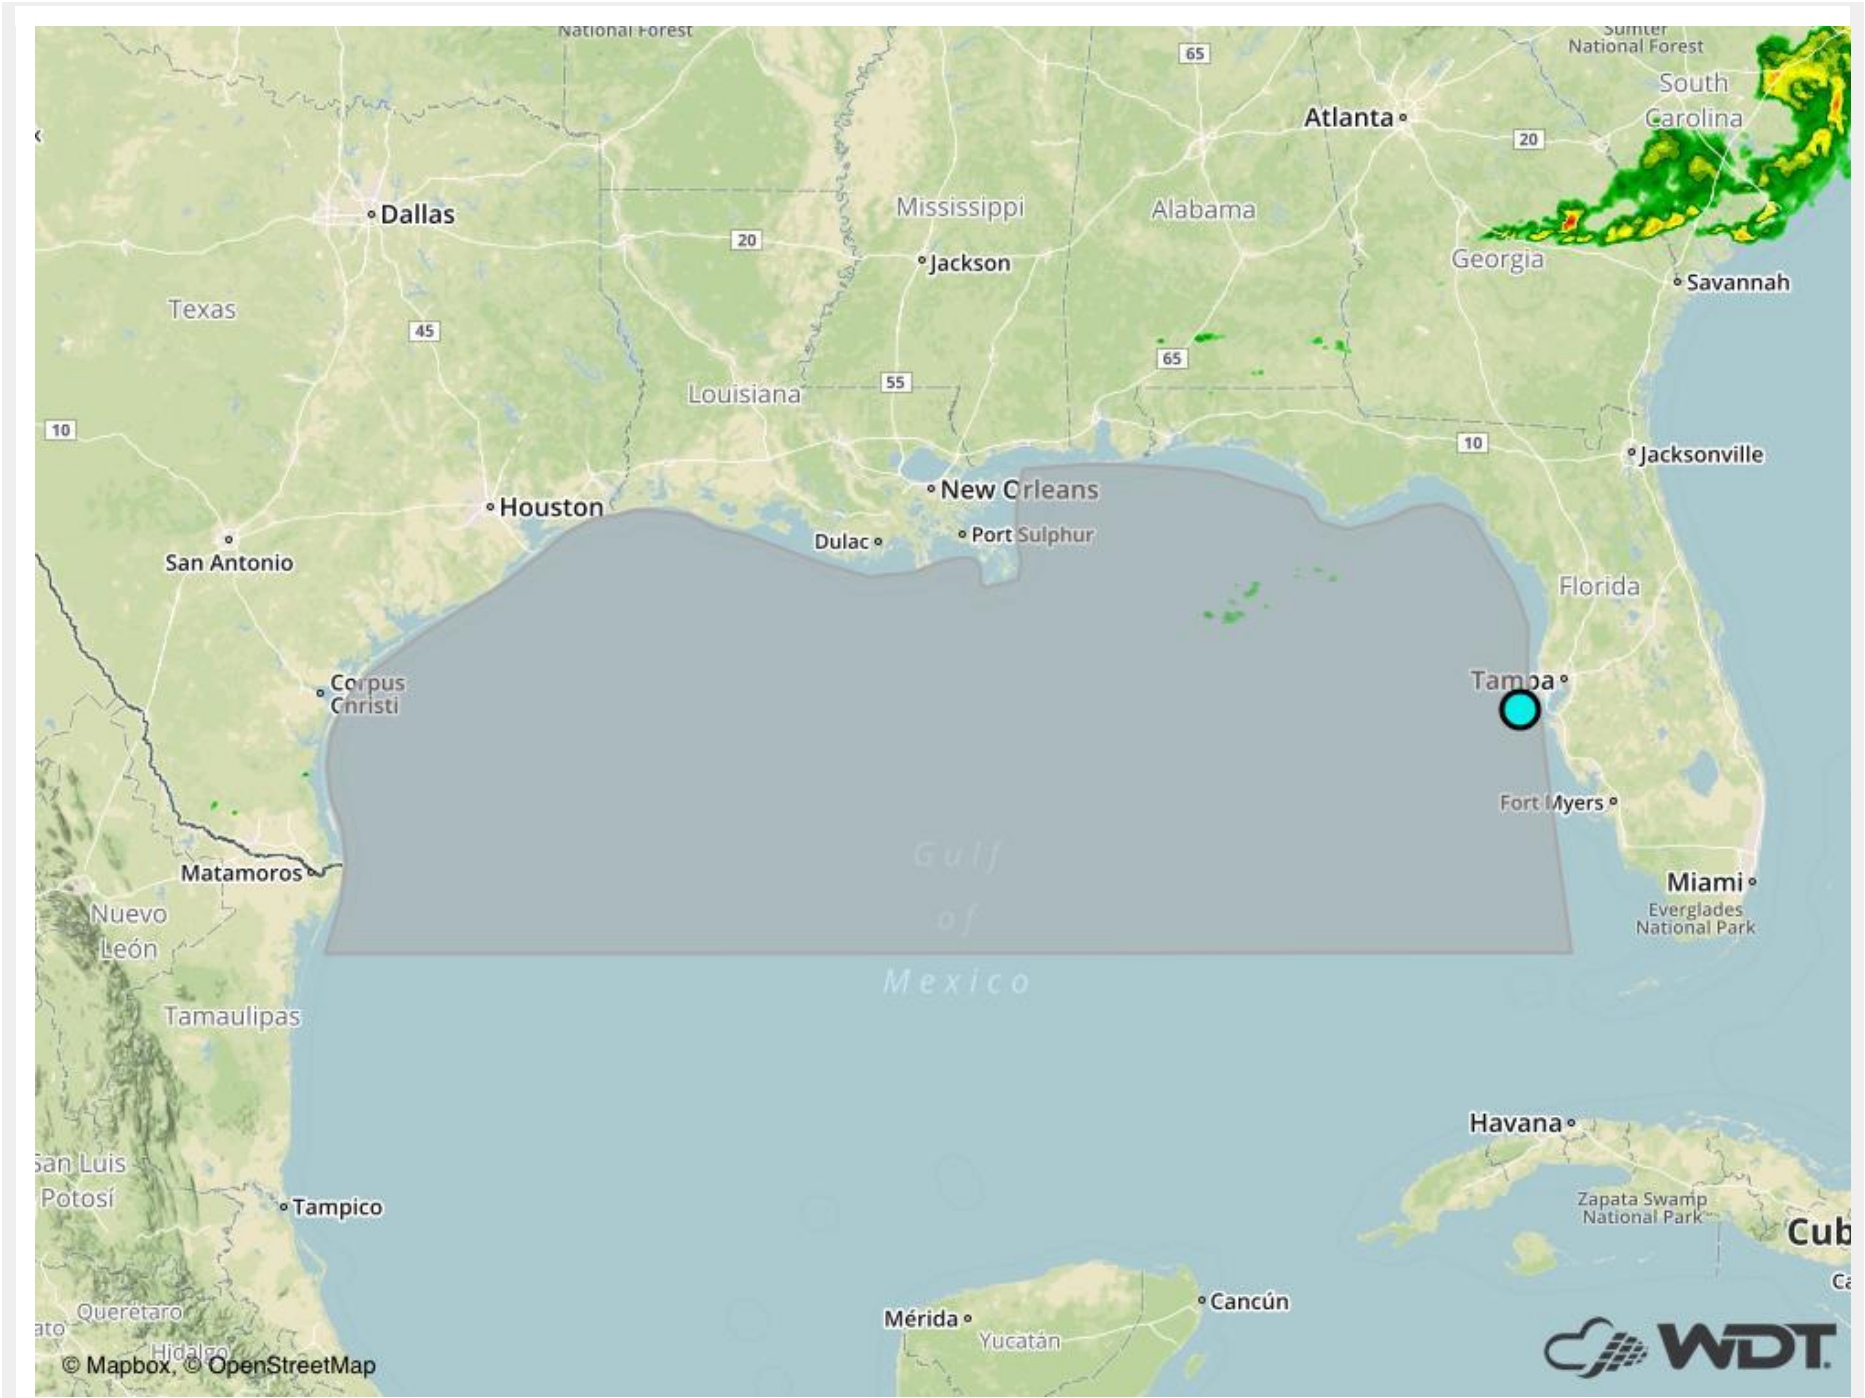 National Forest
65
Sumter
National Forest
South
Carolina
Atlanta
20
Dallas
Mississippi
Alabama
20
Jackson
Georgia
Savannah
Texas
45
65
Louisiana
55
10
10
Jacksonville
New Orleans
Houston
Dulac
Port Sulphur
San Antonio
Florida
Tampa
Corpus
Christi
Fort Myers
Gulf
of
Mexico
Matamoros
Miami
Everglades
National Park
Nuevo
León
Tamaulipas
Havana
San Luis
Potosí
Zapata Swamp
National Park
Tampico
Cub
Ca
Cancún
Mérida
Yucatán
Querétaro
ato
Hidalgo
WDT.
© Mapbox, © OpenStreetMap